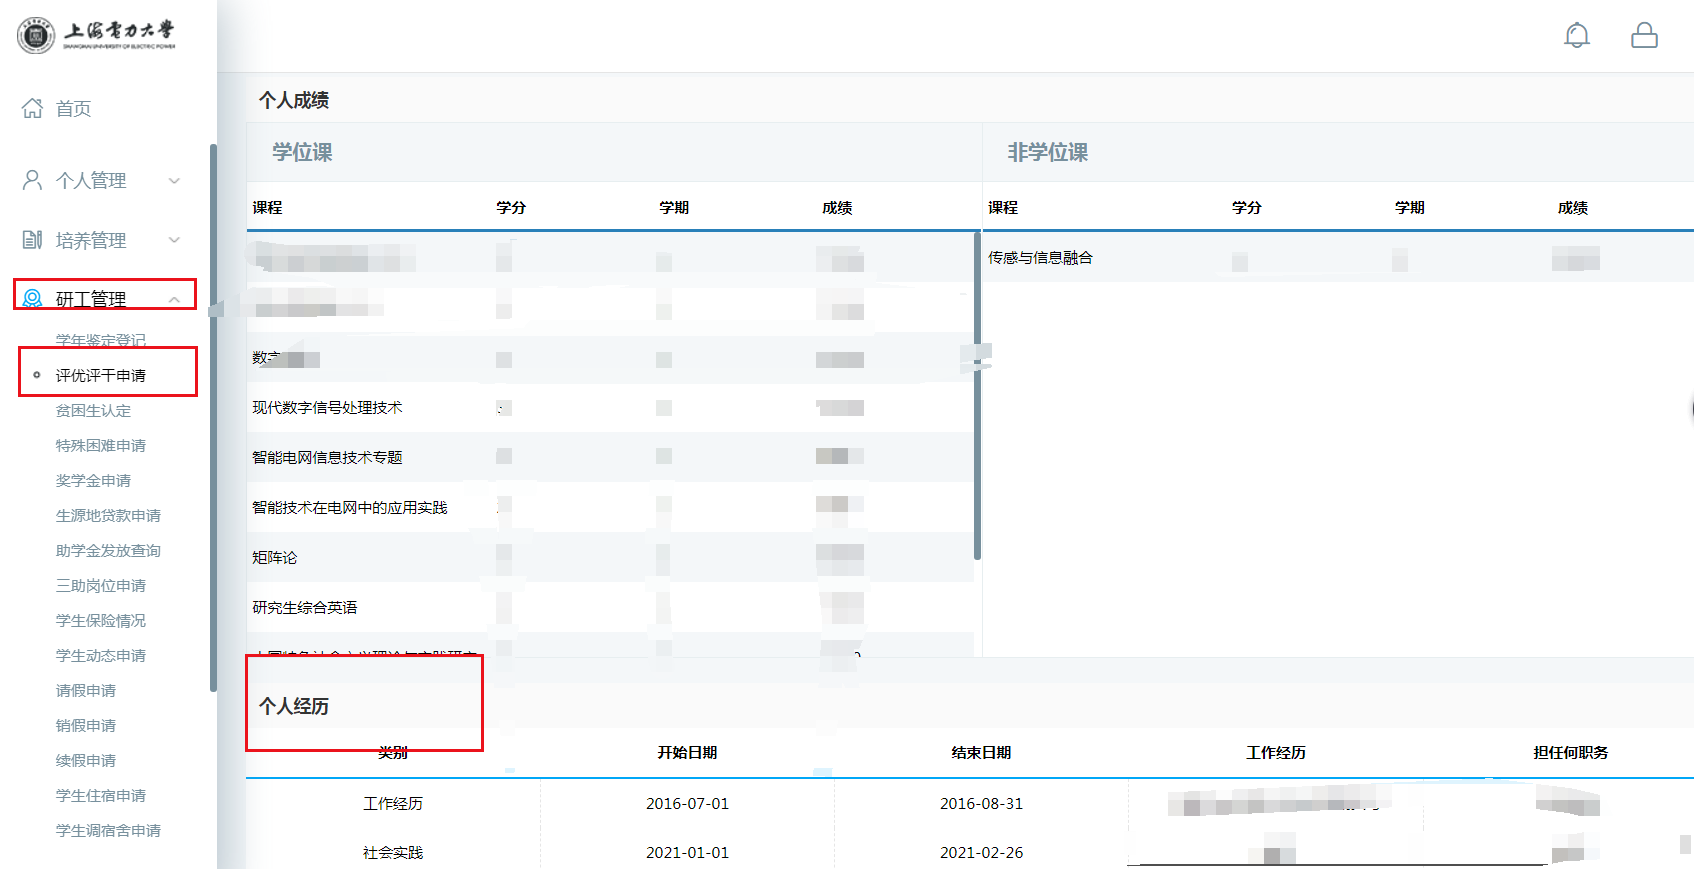 上海電力大學
SHANGHAI UNIVERSITY OF ELECTRIC POWER
首页
个人管理
培养管理
研工管理
学年鉴定登记
评优评干申请
贫困生认定
特殊困难申请
奖学金申请
生源地贷款申请
助学金发放查询
三助岗位申请
学生保险情况
学生动态申请
请假申请
销假申请
续假申请
学生住宿申请
学生调宿舍申请
个人成绩
学位课
课程 学分 学期 成绩
数字
现代数字信号处理技术
智能电网信息技术专题
智能技术在电网中的应用实践
矩阵论
研究生综合英语
非学位课
课程 学分 学期 成绩
传感与信息融合
个人经历
类别 开始日期 结束日期 工作经历 担任何职务
工作经历 2016-07-01 2016-08-31
社会实践 2021-01-01 2021-02-26